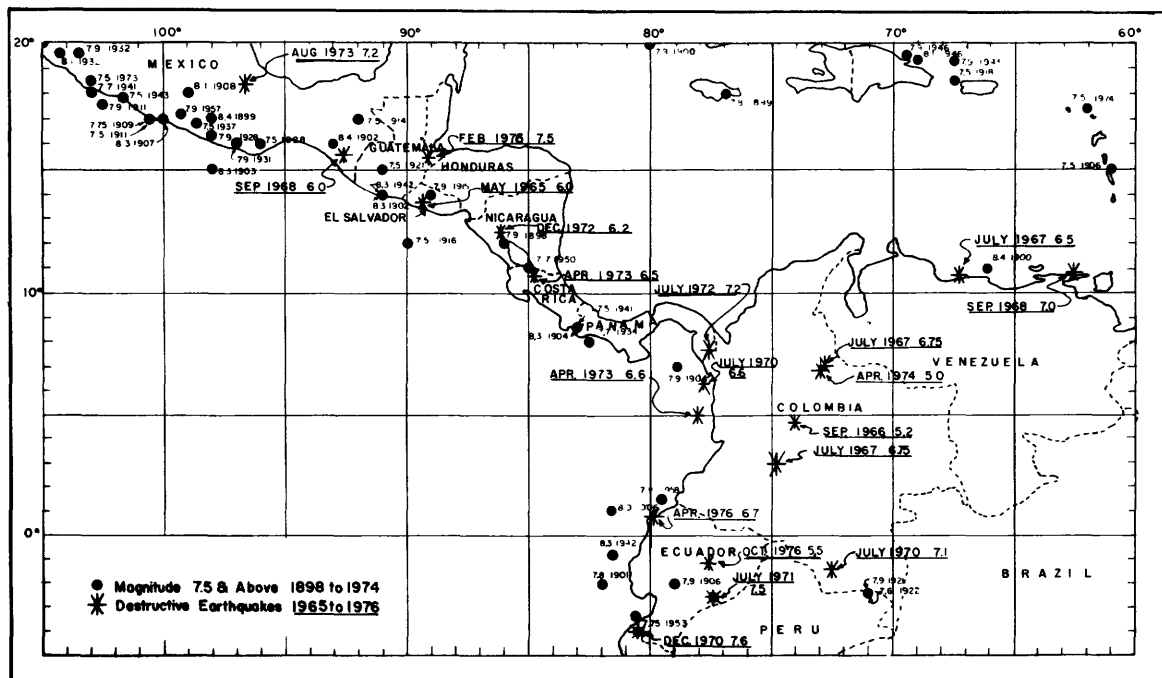 100° 90° 80° 70° 60°
20°
10°
0°
7.9 1932
8.1 1932
MEXICO
AUG 1973 7.2
7.5 1973
7.7 1941
7.5 1943
7.9 1911
8.1 1908
7.9 1957
8.4 1899
7.5 1937
7.75 1909
7.5 1911
8.3 1907
7.9 1928
7.9 1931
8.3 1903
8.4 1902
SEP 1968 6.0
GUATEMALA
FEB 1976 7.5
HONDURAS
8.3 1942
8.3 1902
MAY 1965 6.0
EL SALVADOR
NICARAGUA
DEC. 1972 6.2
7.9 1898
7.5 1916
7.7 1950
APR. 1973 6.5
COSTA
RICA
JULY 1972 7.2
7.5 1941
8.3 1904
PANAMA
1934
APR. 1973 6.6
7.9 1904
JULY 1970
6.6
7.9 1900
7.9 1946
8.1 1946
7.5 1918
7.5 1974
7.5 1906
JULY 1967 6.5
8.4 1900
SEP. 1968 7.0
JULY 1967 6.75
VENEZUELA
APR. 1974 5.0
COLOMBIA
SEP. 1966 5.2
JULY 1967 6.75
APR. 1976 6.7
8.3 1942
7.8 1901
ECUADOR
OCT. 1976 5.5
JULY 1970 7.1
BRAZIL
7.9 1906
JULY 1971
7.5
7.6 1922
7.75 1953
DEC. 1970 7.6
PERU
Magnitude 7.5 & Above 1898 to 1974
Destructive Earthquakes 1965 to 1976